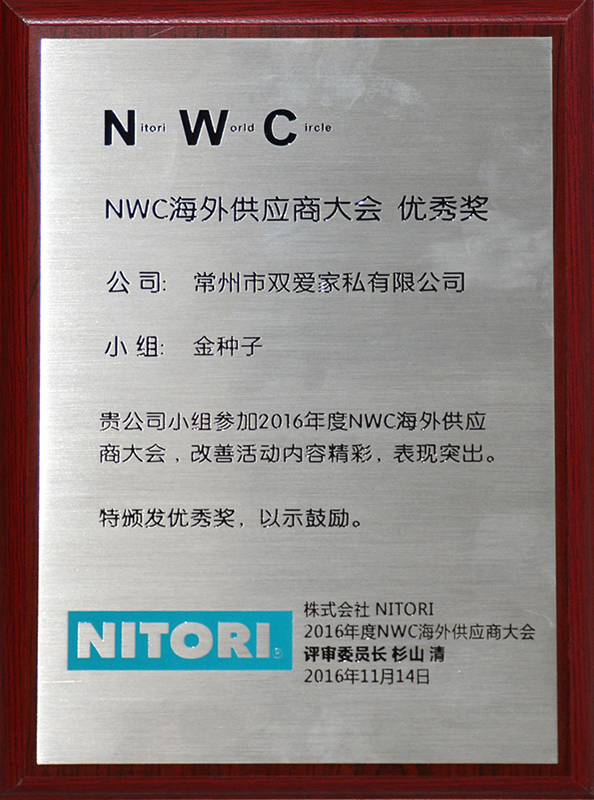 Nitori World Circle
NWC海外供应商大会 优秀奖
公司: 常州市双爱家私有限公司
小组: 金种子
贵公司小组参加2016年度NWC海外供应
商大会，改善活动内容精彩，表现突出。
特颁发优秀奖，以示鼓励。
NITORI®
株式会社 NITORI
2016年度NWC海外供应商大会
评审委员长 杉山 清
2016年11月14日